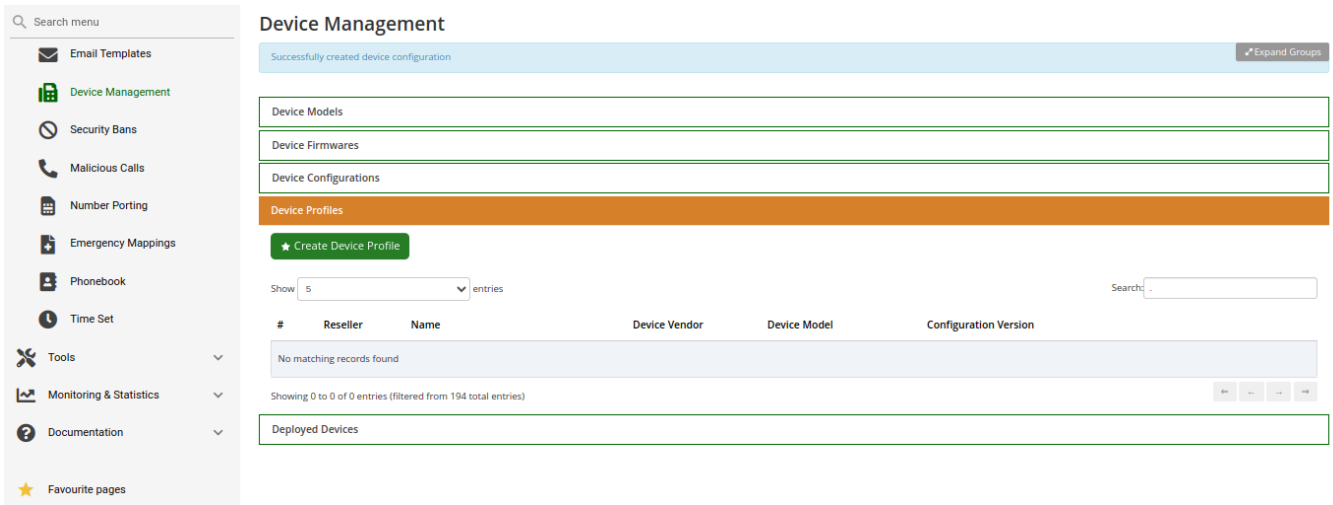 Search menu
Email Templates
Device Management
Security Bans
Malicious Calls
Number Porting
Emergency Mappings
Phonebook
Time Set
Tools
Monitoring & Statistics
Documentation
Favourite pages
Device Management
Successfully created device configuration
Expand Groups
Device Models
Device Firmwares
Device Configurations
Device Profiles
Create Device Profile
Show 5 entries
Search: .
# Reseller Name Device Vendor Device Model Configuration Version
No matching records found
Showing 0 to 0 of 0 entries (filtered from 194 total entries)
⇐ ← → ⇒
Deployed Devices